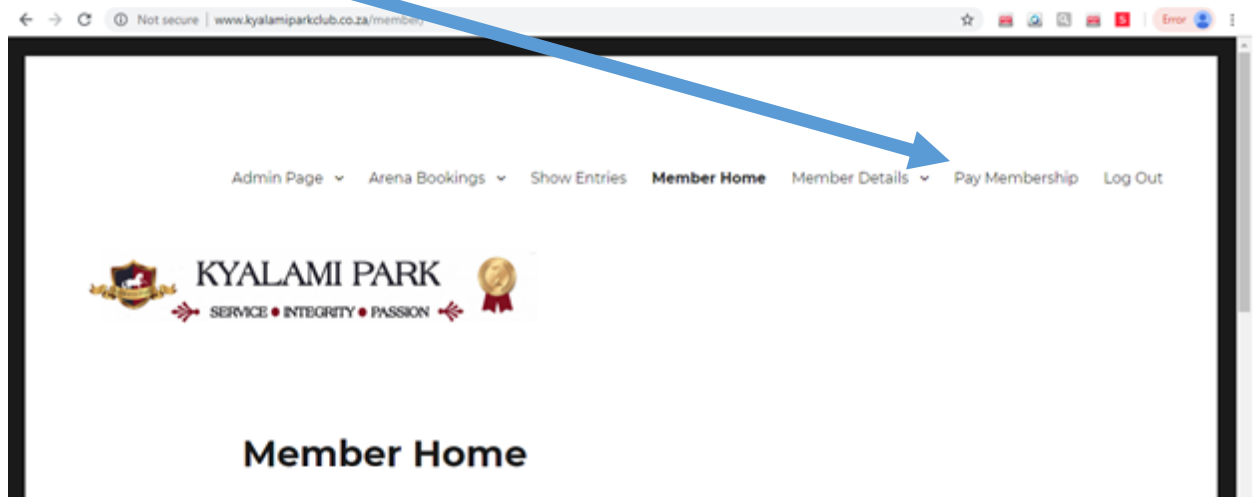 Not secure | www.kyalamiparkclub.co.za/member/
Error
Admin Page Arena Bookings Show Entries Member Home Member Details Pay Membership Log Out
KYALAMI PARK
SERVICE • INTEGRITY • PASSION
Member Home